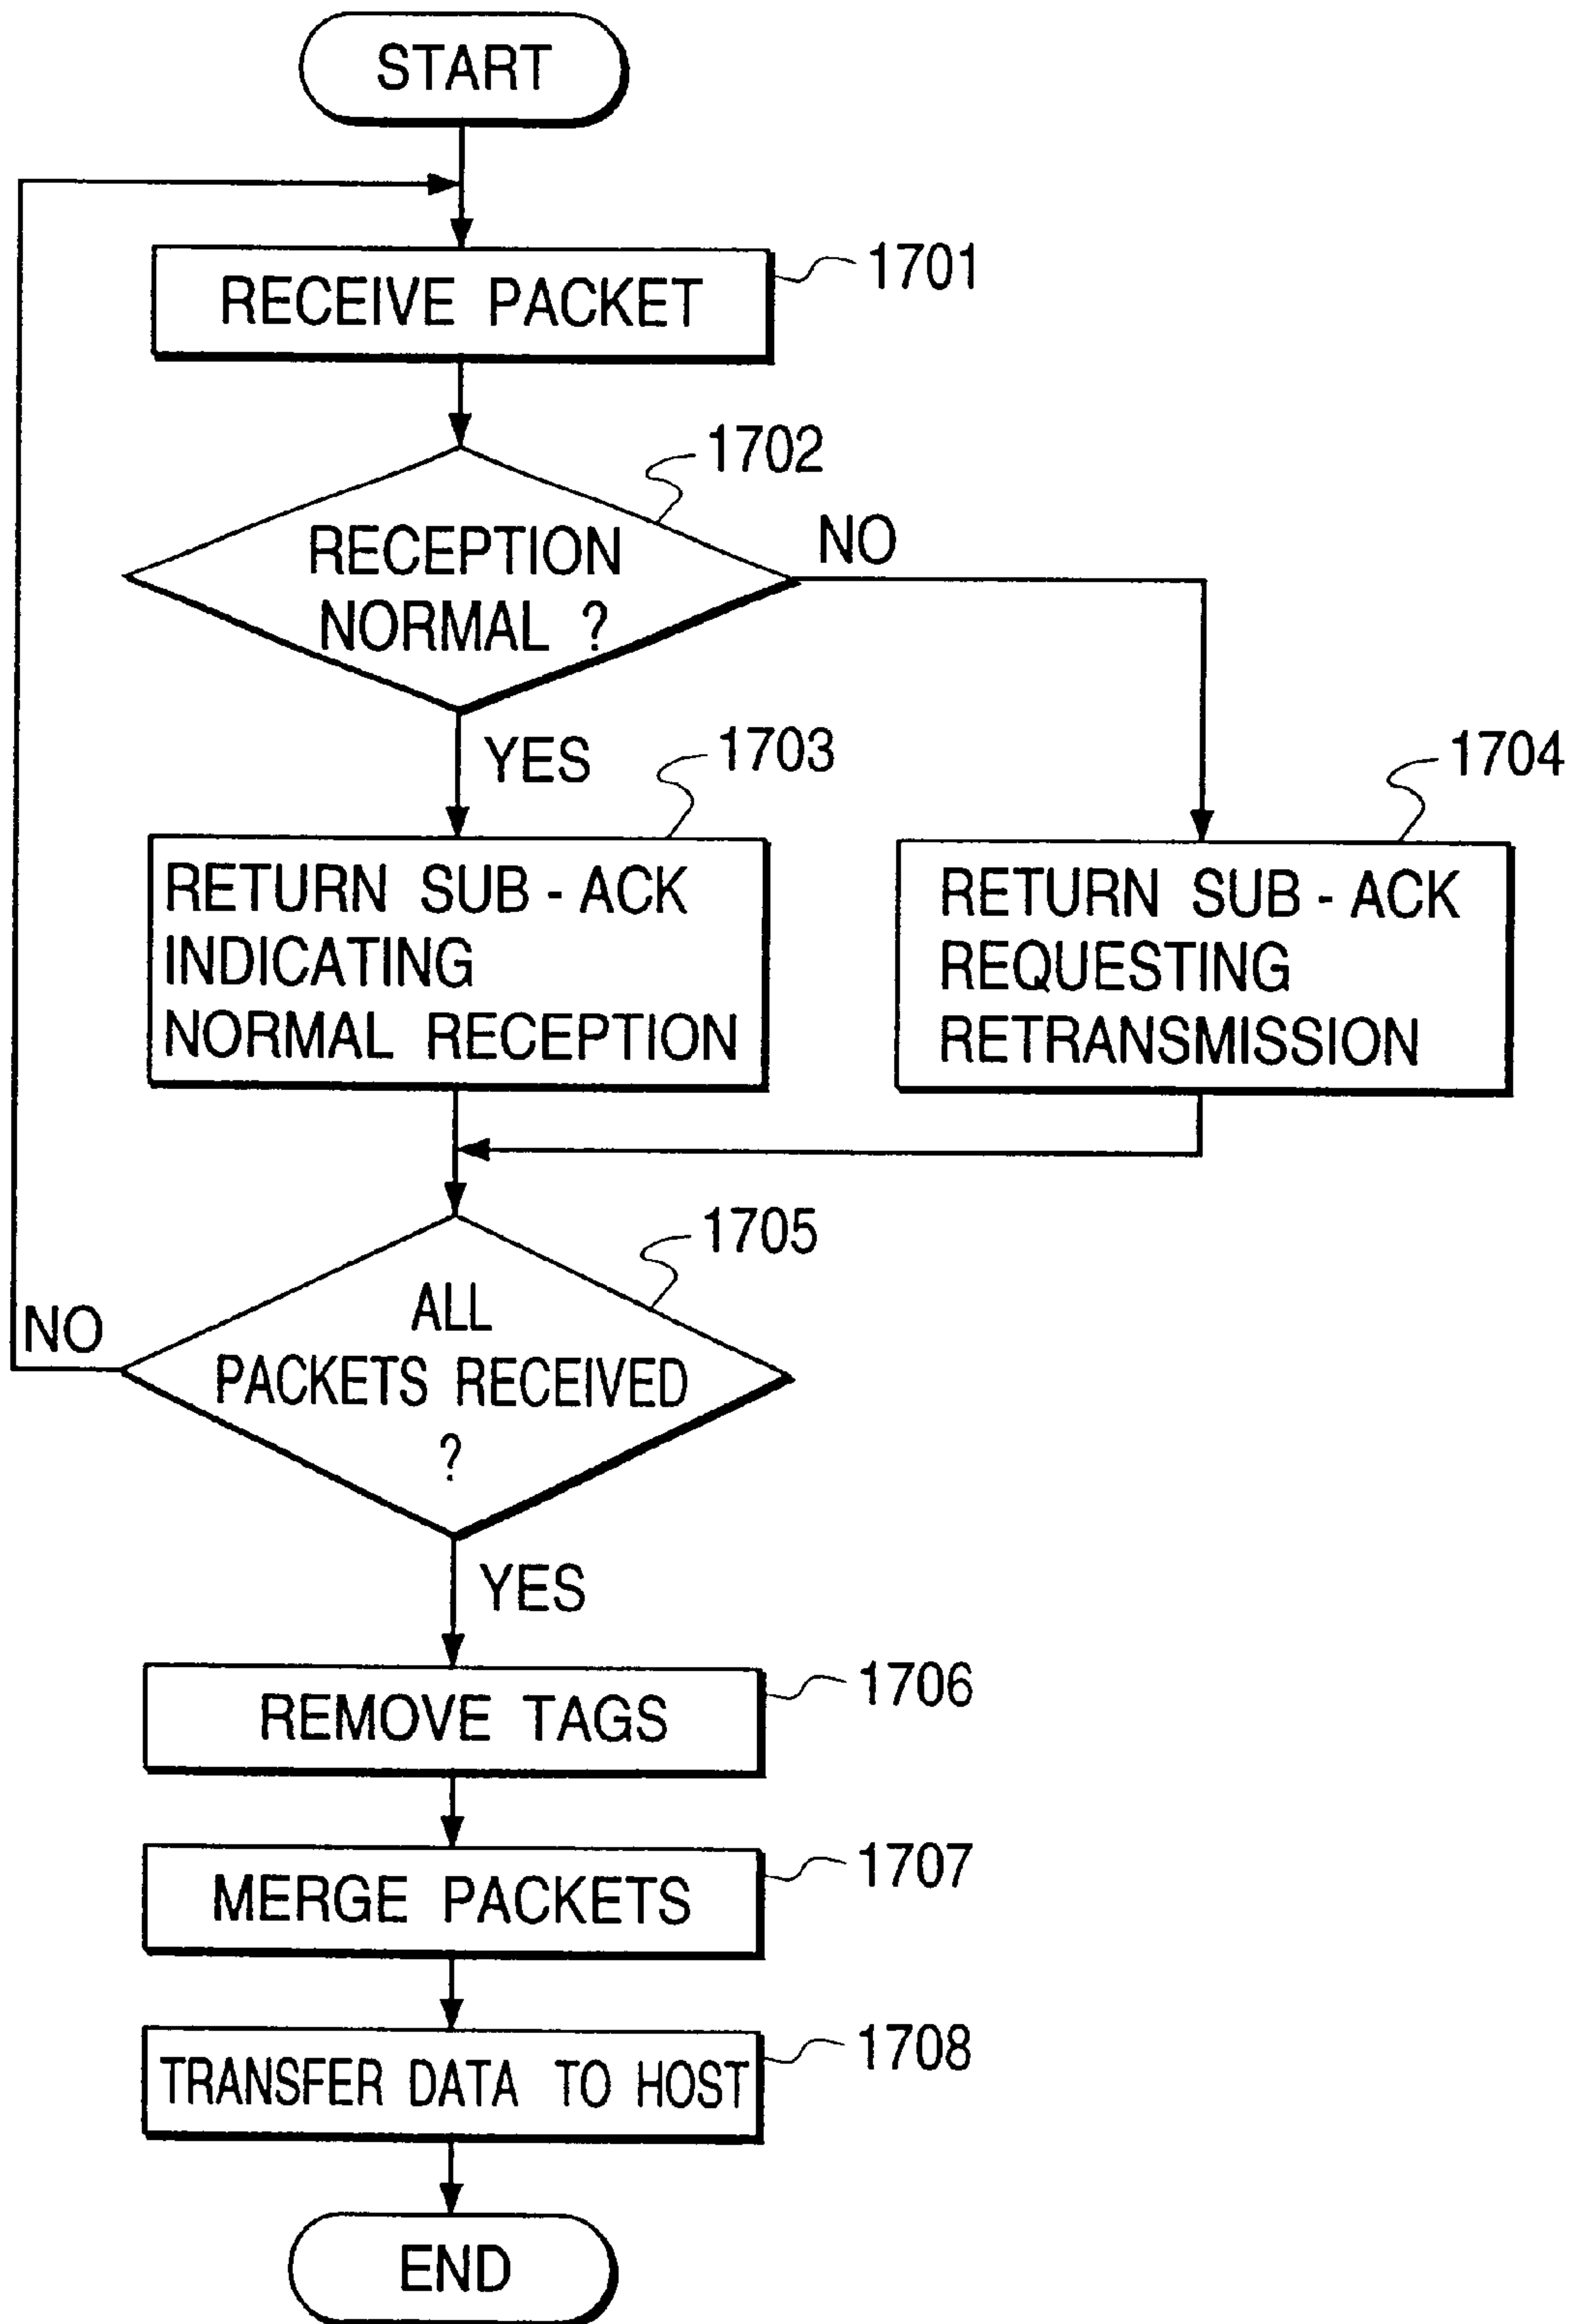 START
1701
RECEIVE PACKET
1702
RECEPTION
NORMAL ?
NO
YES
1703
RETURN SUB - ACK
INDICATING
NORMAL RECEPTION
1704
RETURN SUB - ACK
REQUESTING
RETRANSMISSION
1705
ALL
PACKETS RECEIVED
?
NO
YES
1706
REMOVE TAGS
1707
MERGE PACKETS
1708
TRANSFER DATA TO HOST
END